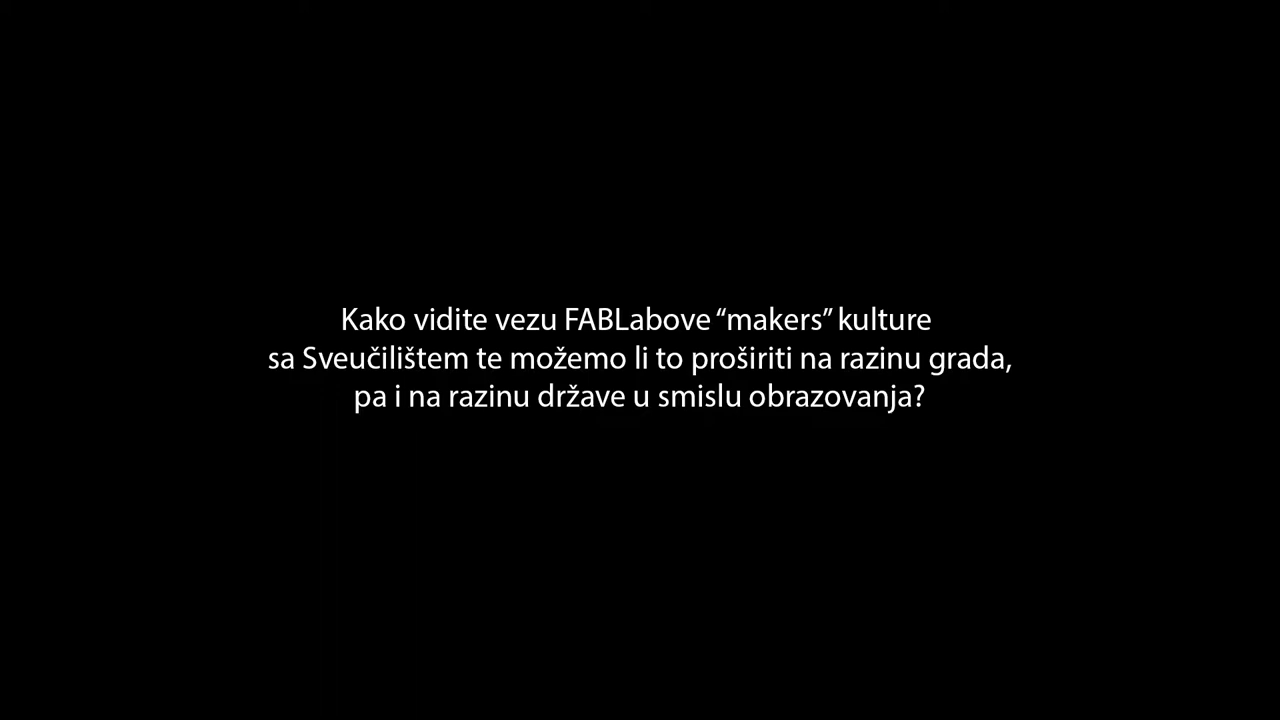 Kako vidite vezu FABLabove “makers” kulture
sa Sveučilištem te možemo li to proširiti na razinu grada,
pa i na razinu države u smislu obrazovanja?